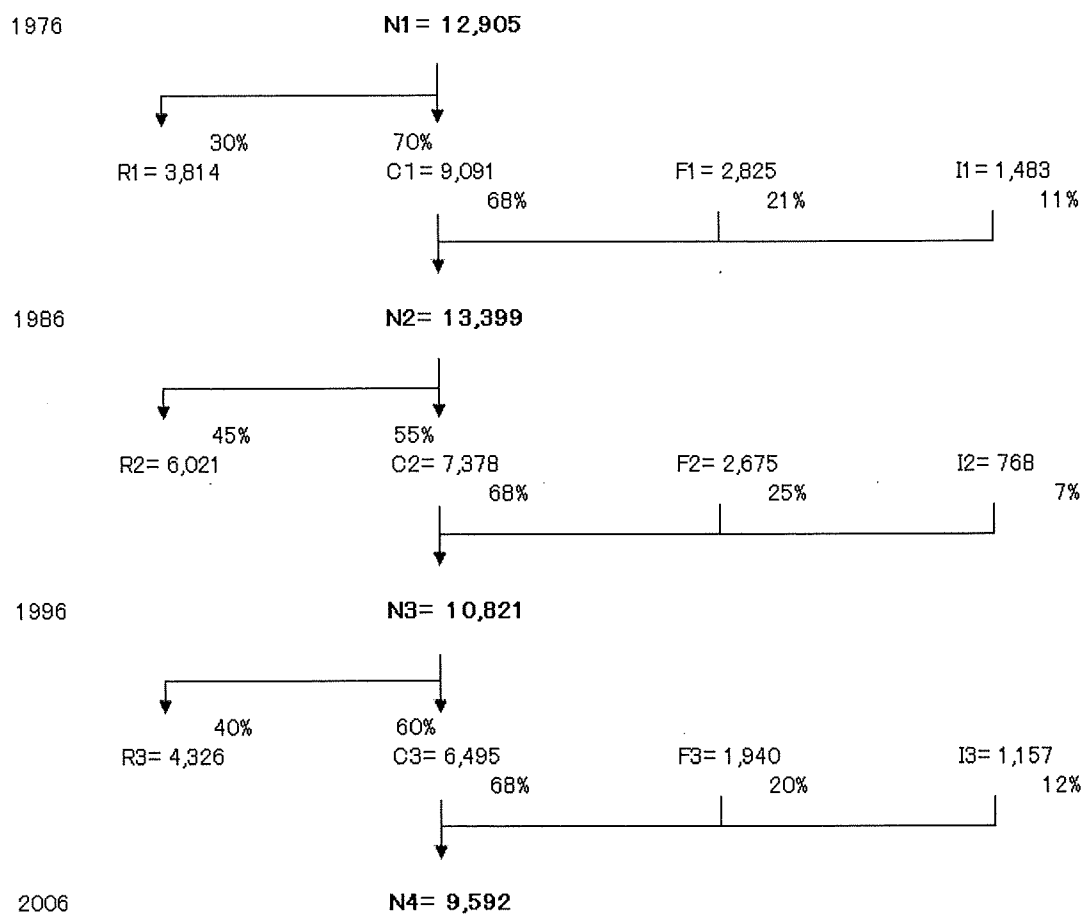 1976 N1= 12,905
30% 70%
R1= 3,814 C1= 9,091 F1= 2,825 I1= 1,483
68% 21% 11%
1986 N2= 13,399
45% 55%
R2= 6,021 C2= 7,378 F2= 2,675 I2= 768
68% 25% 7%
1996 N3= 10,821
40% 60%
R3= 4,326 C3= 6,495 F3= 1,940 I3= 1,157
68% 20% 12%
2006 N4= 9,592